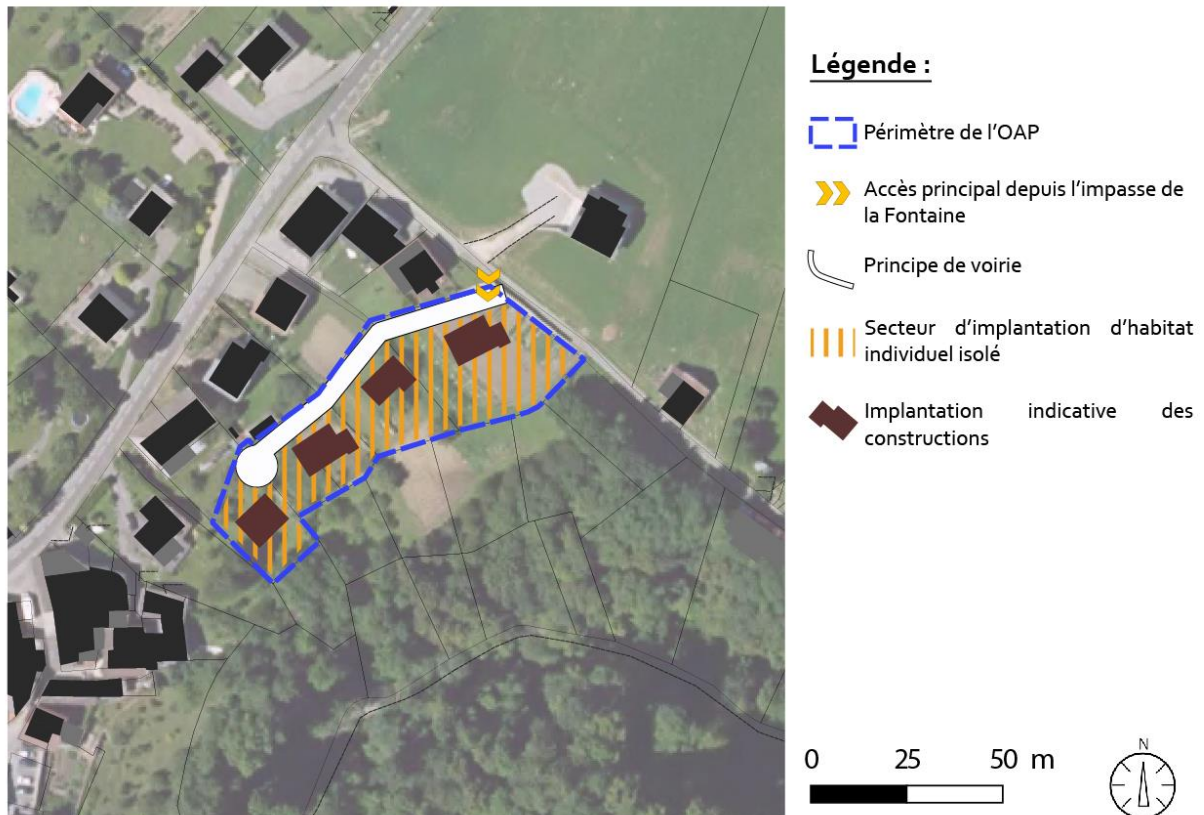 Légende :
Périmètre de l'OAP
Accès principal depuis l'impasse de
la Fontaine
Principe de voirie
Secteur d'implantation d'habitat
individuel isolé
Implantation indicative des
constructions
0 25 50 m
N